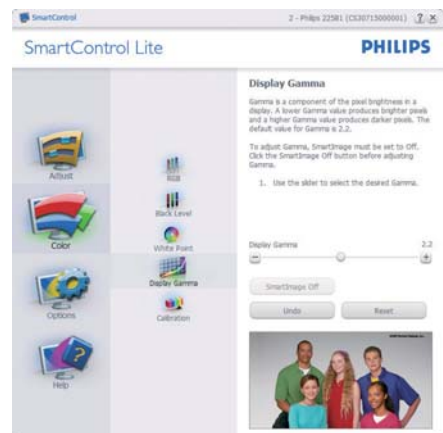 SmartControl
2 - Philips 225B1 (CS30715000001)
SmartControl Lite
PHILIPS
Adjust
Color
Options
Help
RGB
Black Level
White Point
Display Gamma
Calibration
Display Gamma
Gamma is a component of the pixel brightness in a
display. A lower Gamma value produces brighter pixels
and a higher Gamma value produces darker pixels. The
default value for Gamma is 2.2.
To adjust Gamma, SmartImage must be set to Off.
Click the SmartImage Off button before adjusting
Gamma.
1. Use the slider to select the desired Gamma.
Display Gamma
2.2
SmartImage Off
Undo
Reset